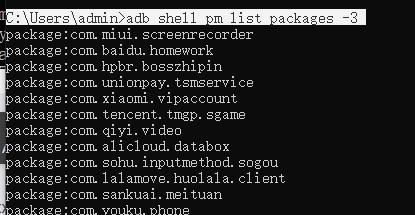 C:\Users\admin>adb shell pm list packages -3
package:com.miui.screenrecorder
package:com.baidu.homework
package:com.hpbr.bosszhipin
package:com.unionpay.tsmservice
package:com.xiaomi.vipaccount
package:com.tencent.tmgp.sgame
package:com.qiyi.video
package:com.alicloud.databox
package:com.sohu.inputmethod.sogou
package:com.lalamove.huolala.client
package:com.sankuai.meituan
package:com.youku.phone